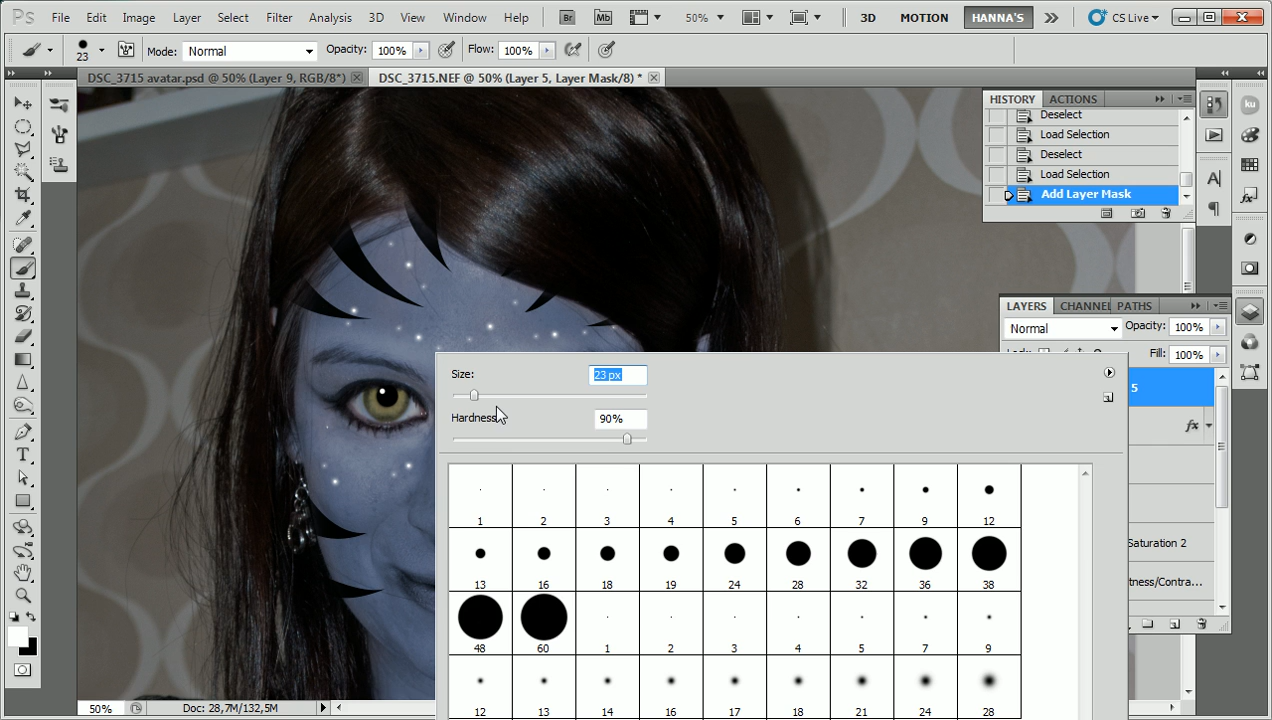 Ps File Edit Image Layer Select Filter Analysis 3D View Window Help Br Mb 50% 3D MOTION HANNA'S CS Live
23 Mode: Normal Opacity: 100% Flow: 100%
DSC_3715 avatar.psd @ 50% (Layer 9, RGB/8*) DSC_3715.NEF @ 50% (Layer 5, Layer Mask/8) *
HISTORY ACTIONS
Deselect
Load Selection
Deselect
Load Selection
Add Layer Mask
ku
LAYERS CHANNEL PATHS
Normal Opacity: 100%
Fill: 100%
5
fx
Saturation 2
tness/Contra...
Size: 23 px
Hardness 90%
1 2 3 4 5 6 7 9 12
13 16 18 19 24 28 32 36 38
48 60 1 2 3 4 5 7 9
12 13 14 16 17 18 21 24 28
50% Doc: 28,7M/132,5M